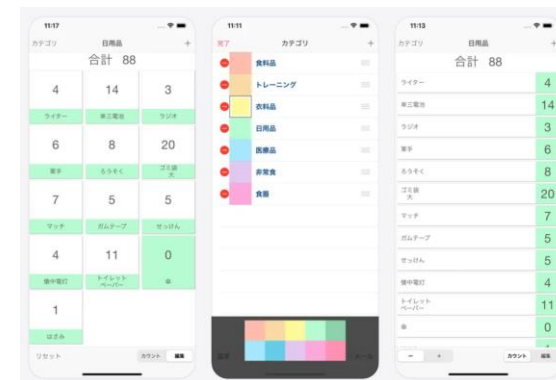 11:17
カテゴリ 日用品 +
合計 88
4 14 3
ライター 単三電池 ラジオ
6 8 20
軍手 ろうそく ゴミ袋
大
7 5 5
マッチ ガムテープ せっけん
4 11 0
懐中電灯 トイレット
ペーパー 傘
1
はさみ
リセット カウント 編集
11:11
完了 カテゴリ +
食料品
トレーニング
衣料品
日用品
医療品
非常食
食器
11:13
カテゴリ 日用品 +
合計 88
ライター 4
単三電池 14
ラジオ 3
軍手 6
ろうそく 8
ゴミ袋
大 20
マッチ 7
ガムテープ 5
せっけん 5
懐中電灯 4
トイレット
ペーパー 11
傘 0
- + カウント 編集